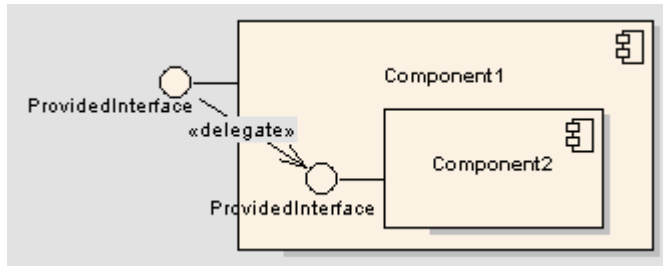 Component1
ProvidedInterface
«delegate»
Component2
ProvidedInterface